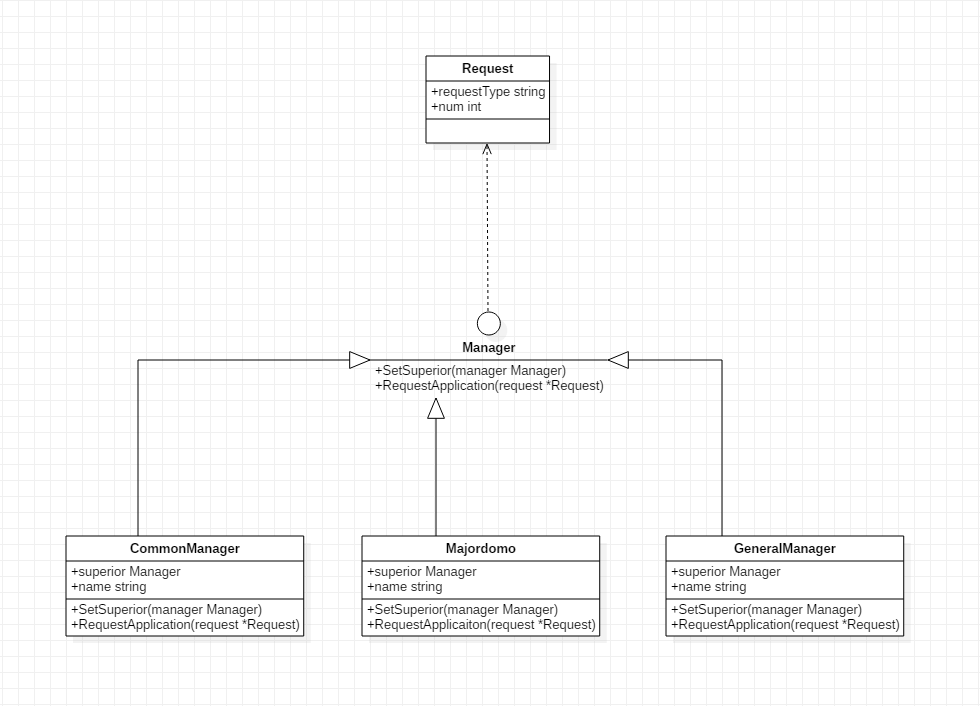 Request
+requestType string
+num int
Manager
+SetSuperior(manager Manager)
+RequestApplication(request *Request)
CommonManager
+superior Manager
+name string
+SetSuperior(manager Manager)
+RequestApplication(request *Request)
Majordomo
+superior Manager
+name string
+SetSuperior(manager Manager)
+RequestApplicaiton(request *Request)
GeneralManager
+superior Manager
+name string
+SetSuperior(manager Manager)
+RequestApplication(request *Request)